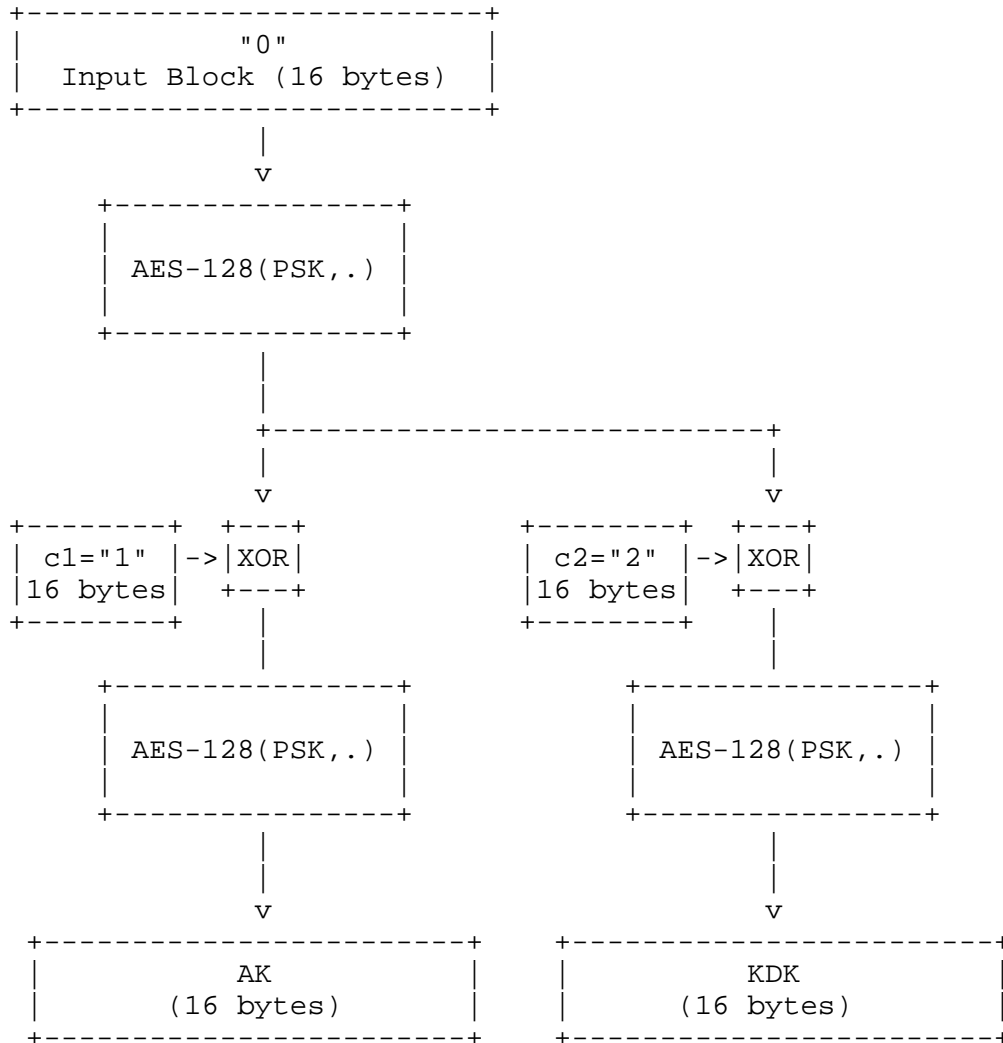 "0"
Input Block (16 bytes)
v
AES-128(PSK,.)
v v
c1="1" -> XOR c2="2" -> XOR
16 bytes 16 bytes
AES-128(PSK,.) AES-128(PSK,.)
v v
AK KDK
(16 bytes) (16 bytes)